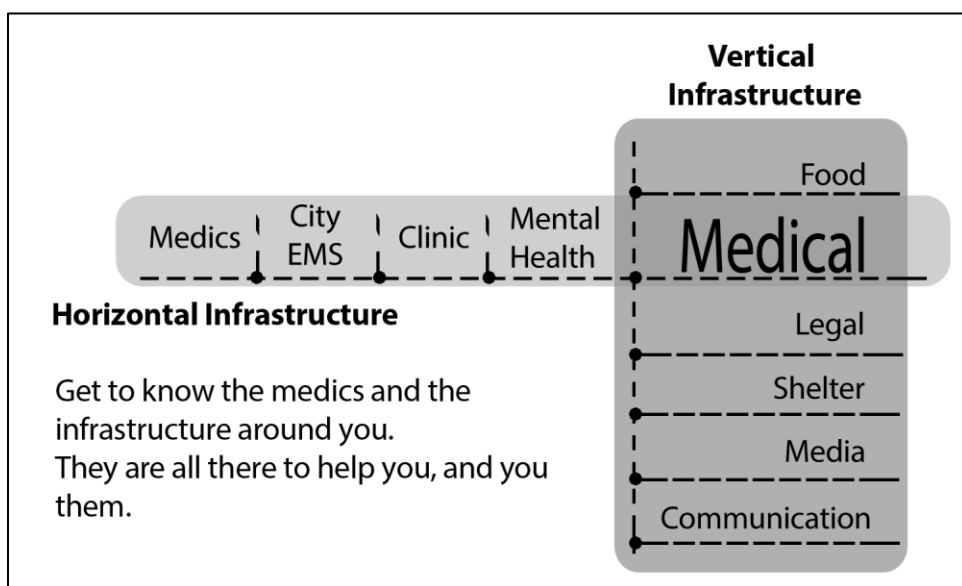 Vertical
Infrastructure
Food
Medics
City
EMS
Clinic
Mental
Health
Medical
Horizontal Infrastructure
Legal
Get to know the medics and the
infrastructure around you.
They are all there to help you, and you
them.
Shelter
Media
Communication